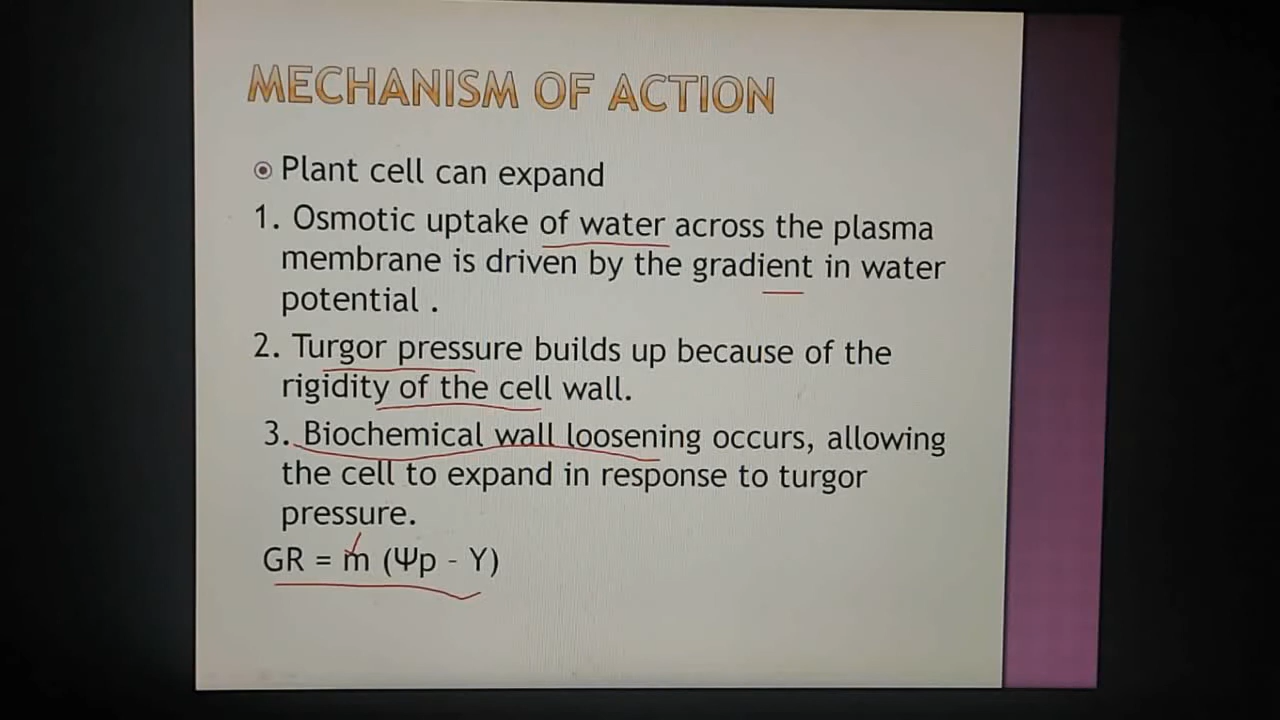 MECHANISM OF ACTION
Plant cell can expand
1. Osmotic uptake of water across the plasma
membrane is driven by the gradient in water
potential .
2. Turgor pressure builds up because of the
rigidity of the cell wall.
3. Biochemical wall loosening occurs, allowing
the cell to expand in response to turgor
pressure.
GR = m (Ψp - Y)